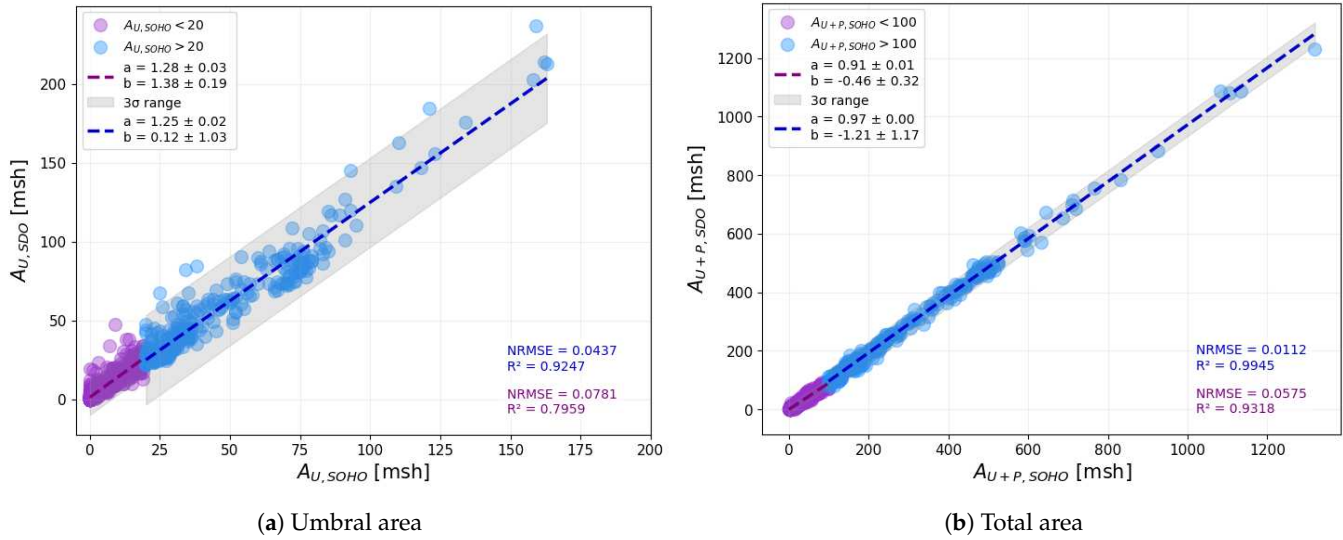 A_{U,SOHO} < 20
A_{U,SOHO} > 20
a = 1.28 ± 0.03
b = 1.38 ± 0.19
3σ range
a = 1.25 ± 0.02
b = 0.12 ± 1.03
NRMSE = 0.0437
R² = 0.9247
NRMSE = 0.0781
R² = 0.7959
A_{U,SDO} [msh]
200
150
100
50
0
0 25 50 75 100 125 150 175 200
A_{U,SOHO} [msh]
(a) Umbral area
A_{U+P,SOHO} < 100
A_{U+P,SOHO} > 100
a = 0.91 ± 0.01
b = -0.46 ± 0.32
3σ range
a = 0.97 ± 0.00
b = -1.21 ± 1.17
NRMSE = 0.0112
R² = 0.9945
NRMSE = 0.0575
R² = 0.9318
A_{U+P,SDO} [msh]
1200
1000
800
600
400
200
0
0 200 400 600 800 1000 1200
A_{U+P,SOHO} [msh]
(b) Total area